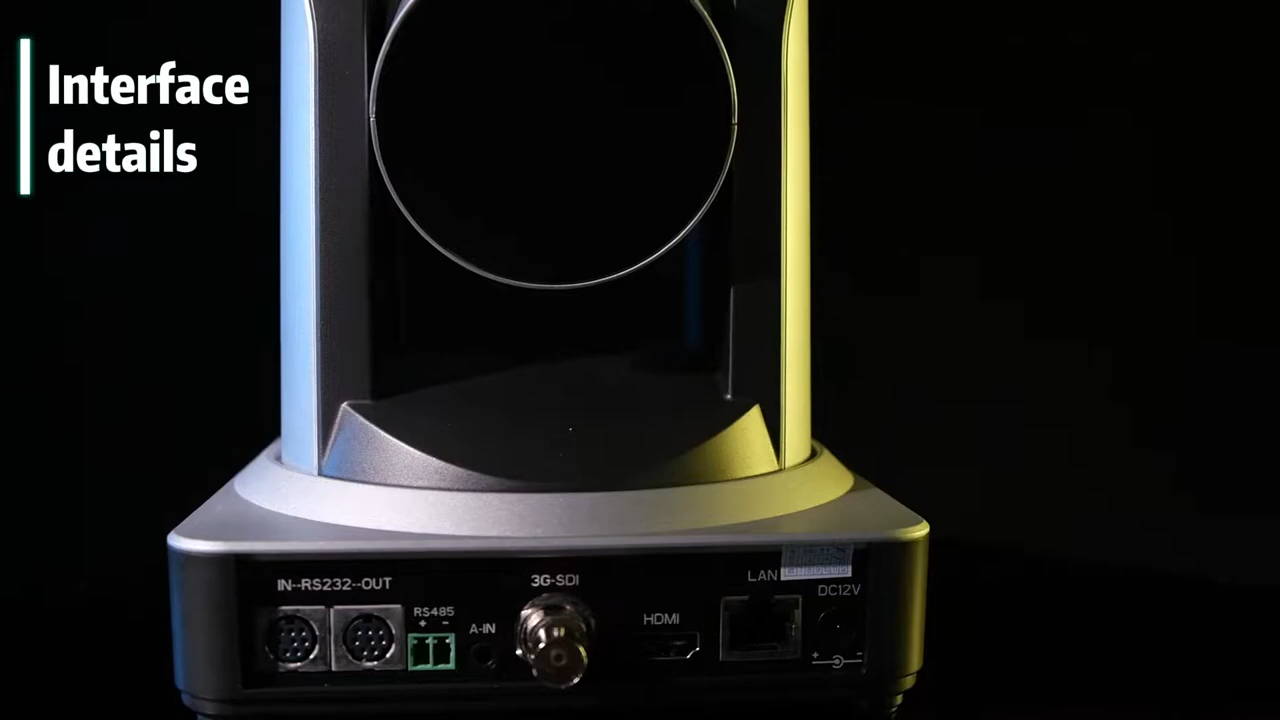 Interface
details
IN--RS232--OUT
RS485
+ −
A-IN
3G-SDI
HDMI
LAN
DC12V
+ −